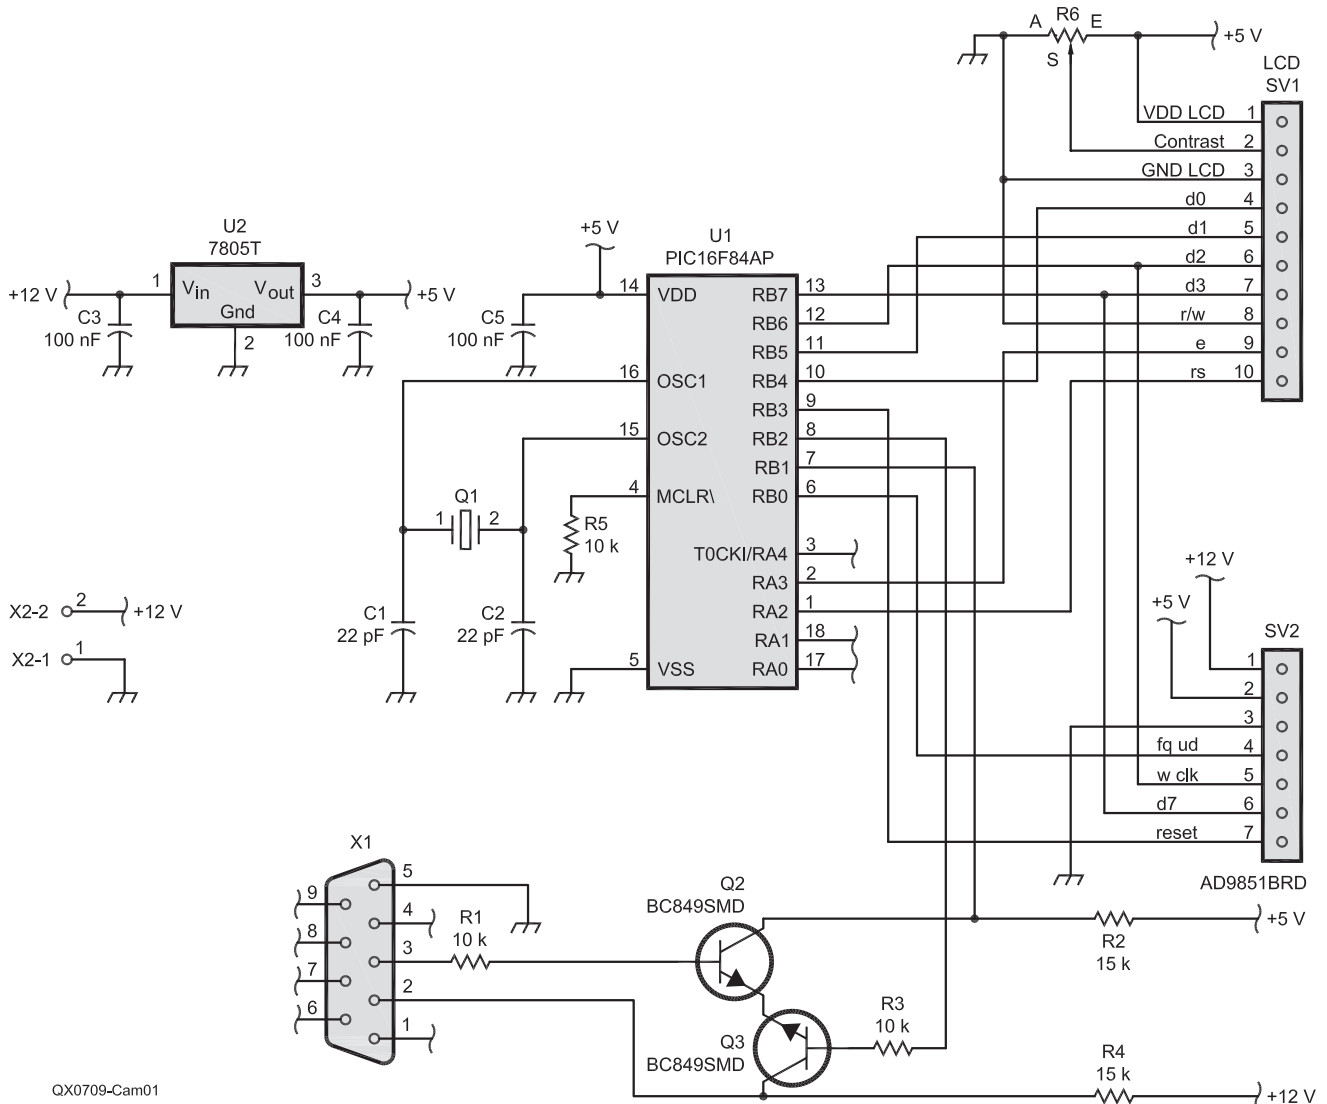 A R6 E
S
+5 V
LCD
SV1
VDD LCD 1
Contrast 2
GND LCD 3
d0 4
d1 5
d2 6
d3 7
r/w 8
e 9
rs 10
U2
7805T
+12 V
1
Vin
Vout
3
+5 V
Gnd
2
C3
100 nF
C4
100 nF
+5 V
C5
100 nF
U1
PIC16F84AP
14 VDD
16 OSC1
15 OSC2
4 MCLR\
5 VSS
RB7 13
RB6 12
RB5 11
RB4 10
RB3 9
RB2 8
RB1 7
RB0 6
T0CKI/RA4 3
RA3 2
RA2 1
RA1 18
RA0 17
Q1
1 2
R5
10 k
C1
22 pF
C2
22 pF
X2-2 2 +12 V
X2-1 1
+12 V
+5 V
SV2
1
2
3
fq ud 4
w clk 5
d7 6
reset 7
AD9851BRD
X1
5
9
4
8
3
7
2
6
1
R1
10 k
Q2
BC849SMD
R2
15 k
+5 V
R3
10 k
Q3
BC849SMD
R4
15 k
+12 V
QX0709-Cam01